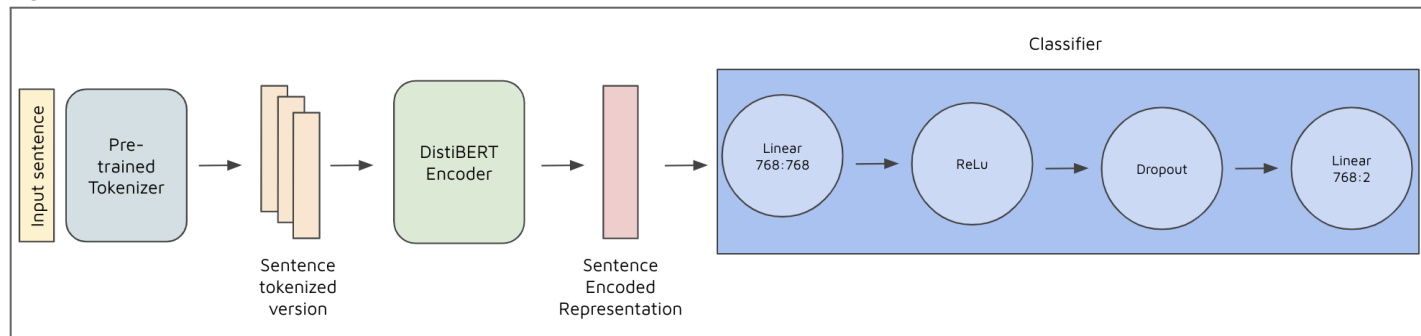 Classifier
Input sentence
Pre-
trained
Tokenizer
Sentence
tokenized
version
DistiBERT
Encoder
Sentence
Encoded
Representation
Linear
768:768
ReLu
Dropout
Linear
768:2